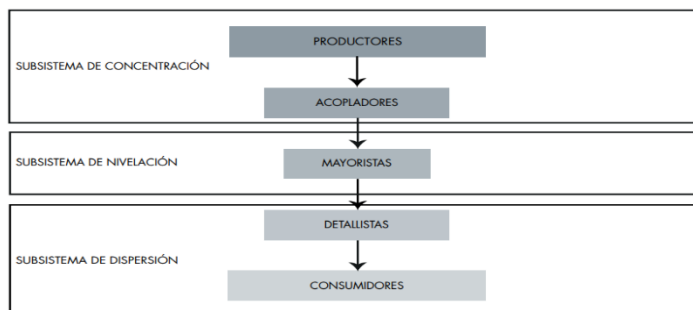 PRODUCTORES
SUBSISTEMA DE CONCENTRACIÓN
ACOPLADORES
SUBSISTEMA DE NIVELACIÓN
MAYORISTAS
DETALLISTAS
SUBSISTEMA DE DISPERSIÓN
CONSUMIDORES